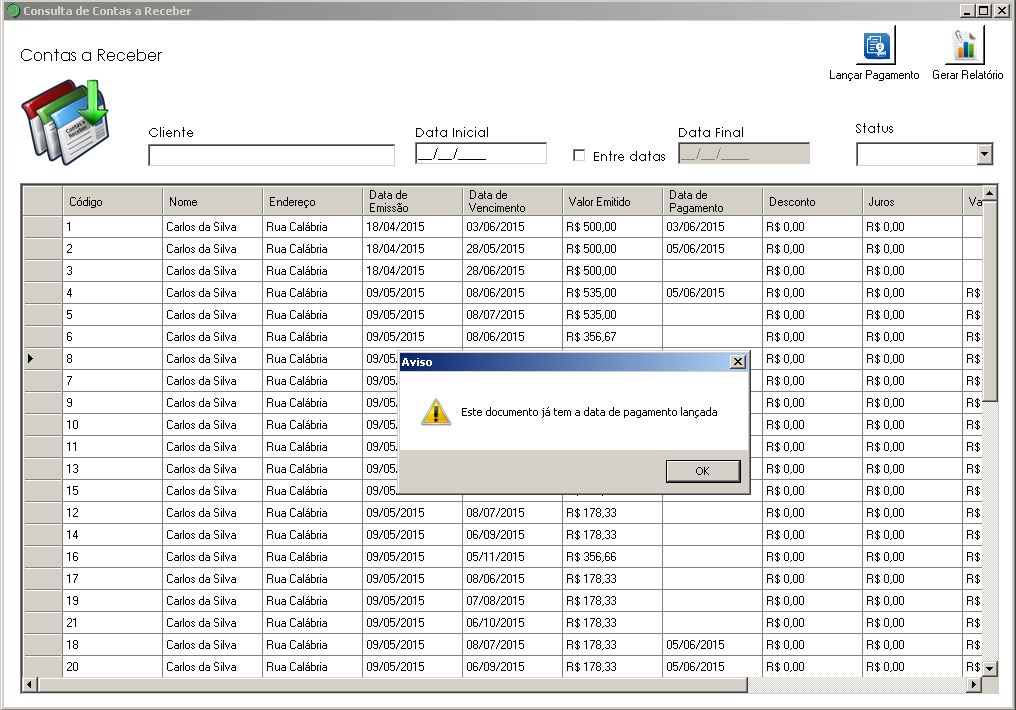 Consulta de Contas a Receber
Contas a Receber
Lançar Pagamento Gerar Relatório
Contas a Receber
Cliente Data Inicial Data Final Status
__/__/____ Entre datas __/__/____
Código Nome Endereço Data de Emissão Data de Vencimento Valor Emitido Data de Pagamento Desconto Juros Va
1 Carlos da Silva Rua Calábria 18/04/2015 03/06/2015 R$ 500,00 03/06/2015 R$ 0,00 R$ 0,00
2 Carlos da Silva Rua Calábria 18/04/2015 28/05/2015 R$ 500,00 05/06/2015 R$ 0,00 R$ 0,00
3 Carlos da Silva Rua Calábria 18/04/2015 28/06/2015 R$ 500,00 R$ 0,00 R$ 0,00
4 Carlos da Silva Rua Calábria 09/05/2015 08/06/2015 R$ 535,00 05/06/2015 R$ 0,00 R$ 0,00 R$
5 Carlos da Silva Rua Calábria 09/05/2015 08/07/2015 R$ 535,00 R$ 0,00 R$ 0,00 R$
6 Carlos da Silva Rua Calábria 09/05/2015 08/06/2015 R$ 356,67 R$ 0,00 R$ 0,00 R$
8 Carlos da Silva Rua Calábria 09/05. R$ 0,00 R$ 0,00 R$
7 Carlos da Silva Rua Calábria 09/05. R$ 0,00 R$ 0,00 R$
9 Carlos da Silva Rua Calábria 09/05. R$ 0,00 R$ 0,00 R$
10 Carlos da Silva Rua Calábria 09/05. R$ 0,00 R$ 0,00 R$
11 Carlos da Silva Rua Calábria 09/05. R$ 0,00 R$ 0,00 R$
13 Carlos da Silva Rua Calábria 09/05. R$ 0,00 R$ 0,00 R$
15 Carlos da Silva Rua Calábria 09/05. R$ 0,00 R$ 0,00 R$
12 Carlos da Silva Rua Calábria 09/05/2015 08/07/2015 R$ 178,33 R$ 0,00 R$ 0,00 R$
14 Carlos da Silva Rua Calábria 09/05/2015 06/09/2015 R$ 178,33 R$ 0,00 R$ 0,00 R$
16 Carlos da Silva Rua Calábria 09/05/2015 05/11/2015 R$ 356,66 R$ 0,00 R$ 0,00 R$
17 Carlos da Silva Rua Calábria 09/05/2015 08/06/2015 R$ 178,33 R$ 0,00 R$ 0,00 R$
19 Carlos da Silva Rua Calábria 09/05/2015 07/08/2015 R$ 178,33 R$ 0,00 R$ 0,00 R$
21 Carlos da Silva Rua Calábria 09/05/2015 06/10/2015 R$ 178,33 R$ 0,00 R$ 0,00 R$
18 Carlos da Silva Rua Calábria 09/05/2015 08/07/2015 R$ 178,33 05/06/2015 R$ 0,00 R$ 0,00 R$
20 Carlos da Silva Rua Calábria 09/05/2015 06/09/2015 R$ 178,33 05/06/2015 R$ 0,00 R$ 0,00 R$
Aviso
Este documento já tem a data de pagamento lançada
OK